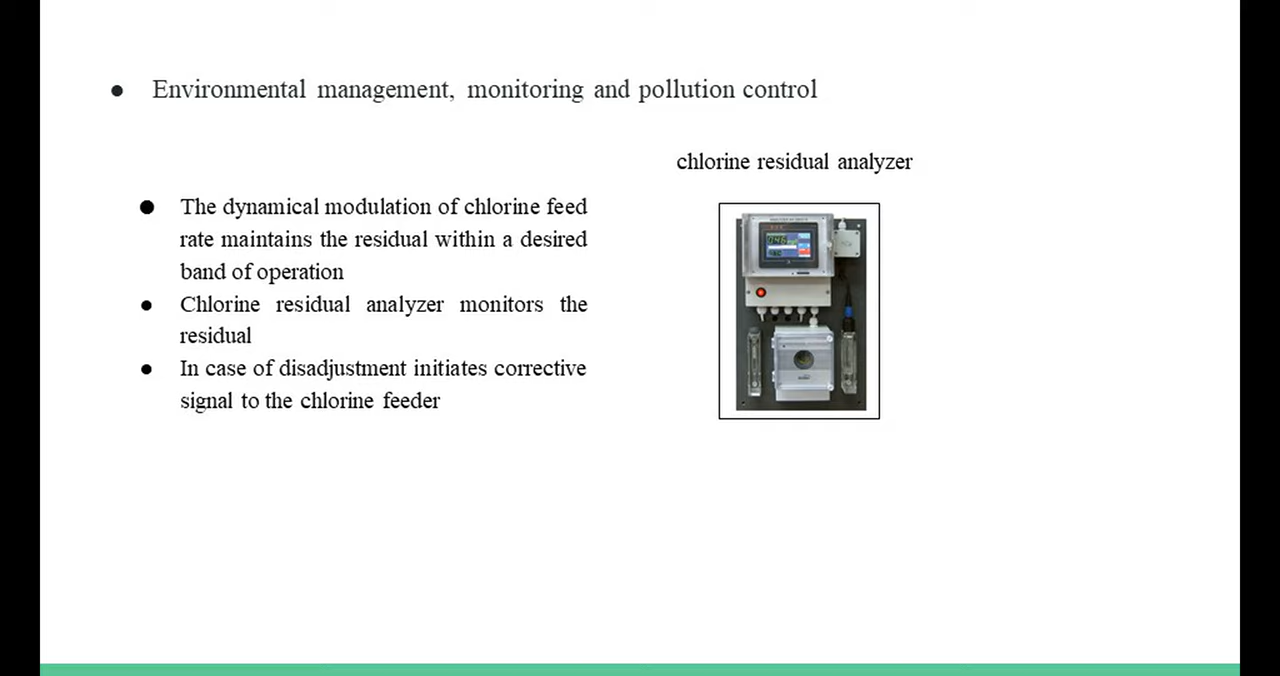 Environmental management, monitoring and pollution control
chlorine residual analyzer
The dynamical modulation of chlorine feed
rate maintains the residual within a desired
band of operation
Chlorine residual analyzer monitors the
residual
In case of disadjustment initiates corrective
signal to the chlorine feeder